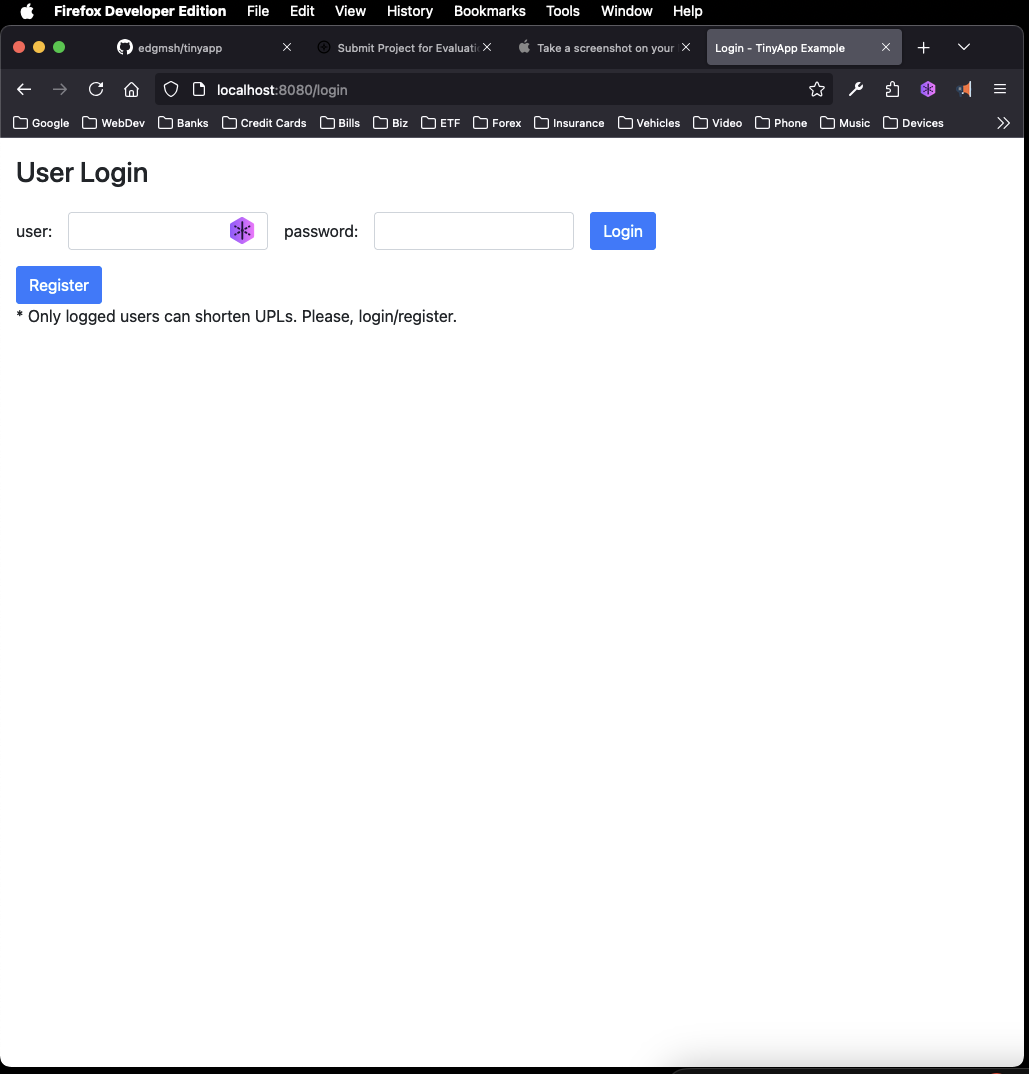 Firefox Developer Edition File Edit View History Bookmarks Tools Window Help
edgmsh/tinyapp Submit Project for Evaluati Take a screenshot on your Login - TinyApp Example
localhost:8080/login
Google WebDev Banks Credit Cards Bills Biz ETF Forex Insurance Vehicles Video Phone Music Devices
User Login
user: password: Login
Register
* Only logged users can shorten UPLs. Please, login/register.